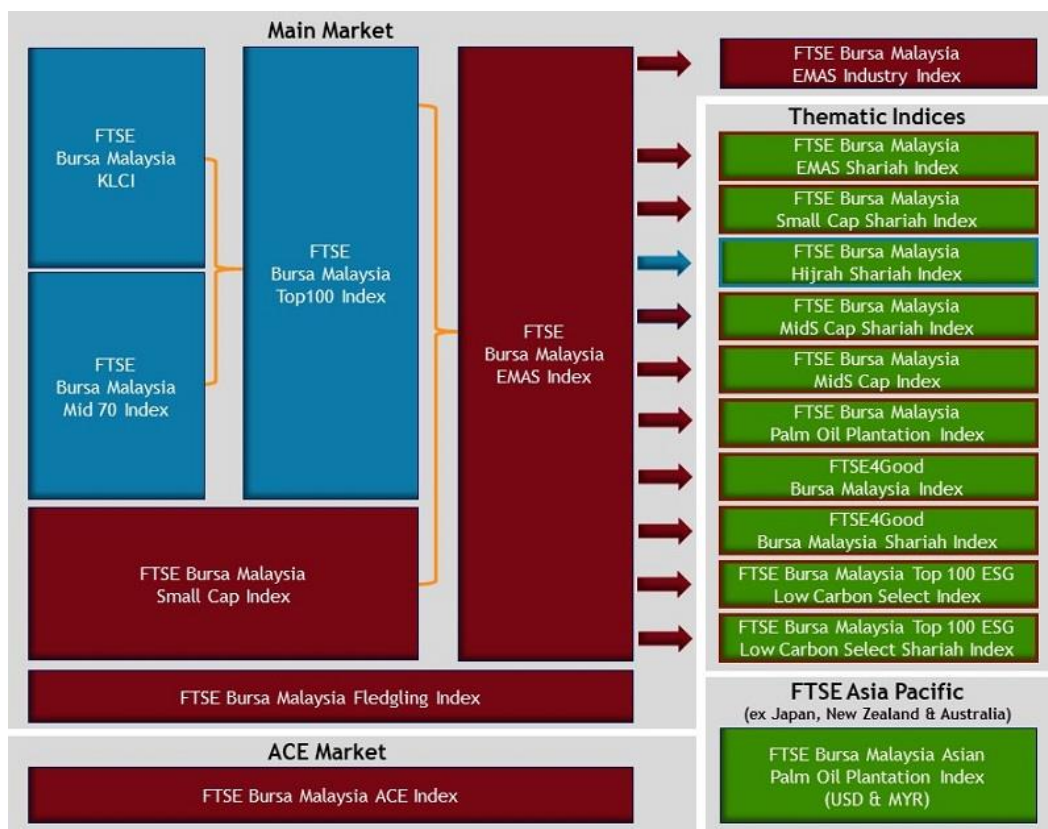 Main Market
FTSE
Bursa Malaysia
KLCI
FTSE
Bursa Malaysia
Mid 70 Index
FTSE
Bursa Malaysia
Top100 Index
FTSE Bursa Malaysia
Small Cap Index
FTSE
Bursa Malaysia
EMAS Index
FTSE Bursa Malaysia Fledgling Index
ACE Market
FTSE Bursa Malaysia ACE Index
FTSE Bursa Malaysia
EMAS Industry Index
Thematic Indices
FTSE Bursa Malaysia
EMAS Shariah Index
FTSE Bursa Malaysia
Small Cap Shariah Index
FTSE Bursa Malaysia
Hijrah Shariah Index
FTSE Bursa Malaysia
MidS Cap Shariah Index
FTSE Bursa Malaysia
MidS Cap Index
FTSE Bursa Malaysia
Palm Oil Plantation Index
FTSE4Good
Bursa Malaysia Index
FTSE4Good
Bursa Malaysia Shariah Index
FTSE Bursa Malaysia Top 100 ESG
Low Carbon Select Index
FTSE Bursa Malaysia Top 100 ESG
Low Carbon Select Shariah Index
FTSE Asia Pacific
(ex Japan, New Zealand & Australia)
FTSE Bursa Malaysia Asian
Palm Oil Plantation Index
(USD & MYR)